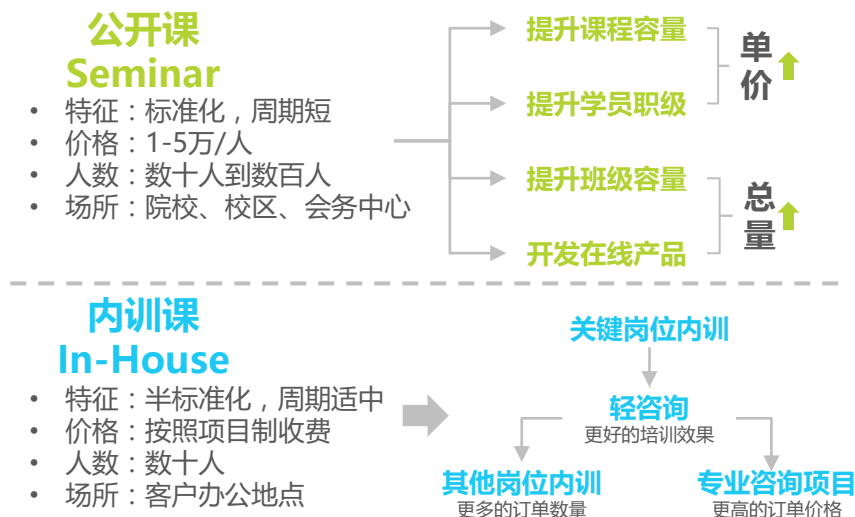 公开课
Seminar
• 特征：标准化，周期短
• 价格：1-5万/人
• 人数：数十人到数百人
• 场所：院校、校区、会务中心
提升课程容量
提升学员职级
单价
提升班级容量
开发在线产品
总量
内训课
In-House
• 特征：半标准化，周期适中
• 价格：按照项目制收费
• 人数：数十人
• 场所：客户办公地点
关键岗位内训
轻咨询
更好的培训效果
其他岗位内训
更多的订单数量
专业咨询项目
更高的订单价格